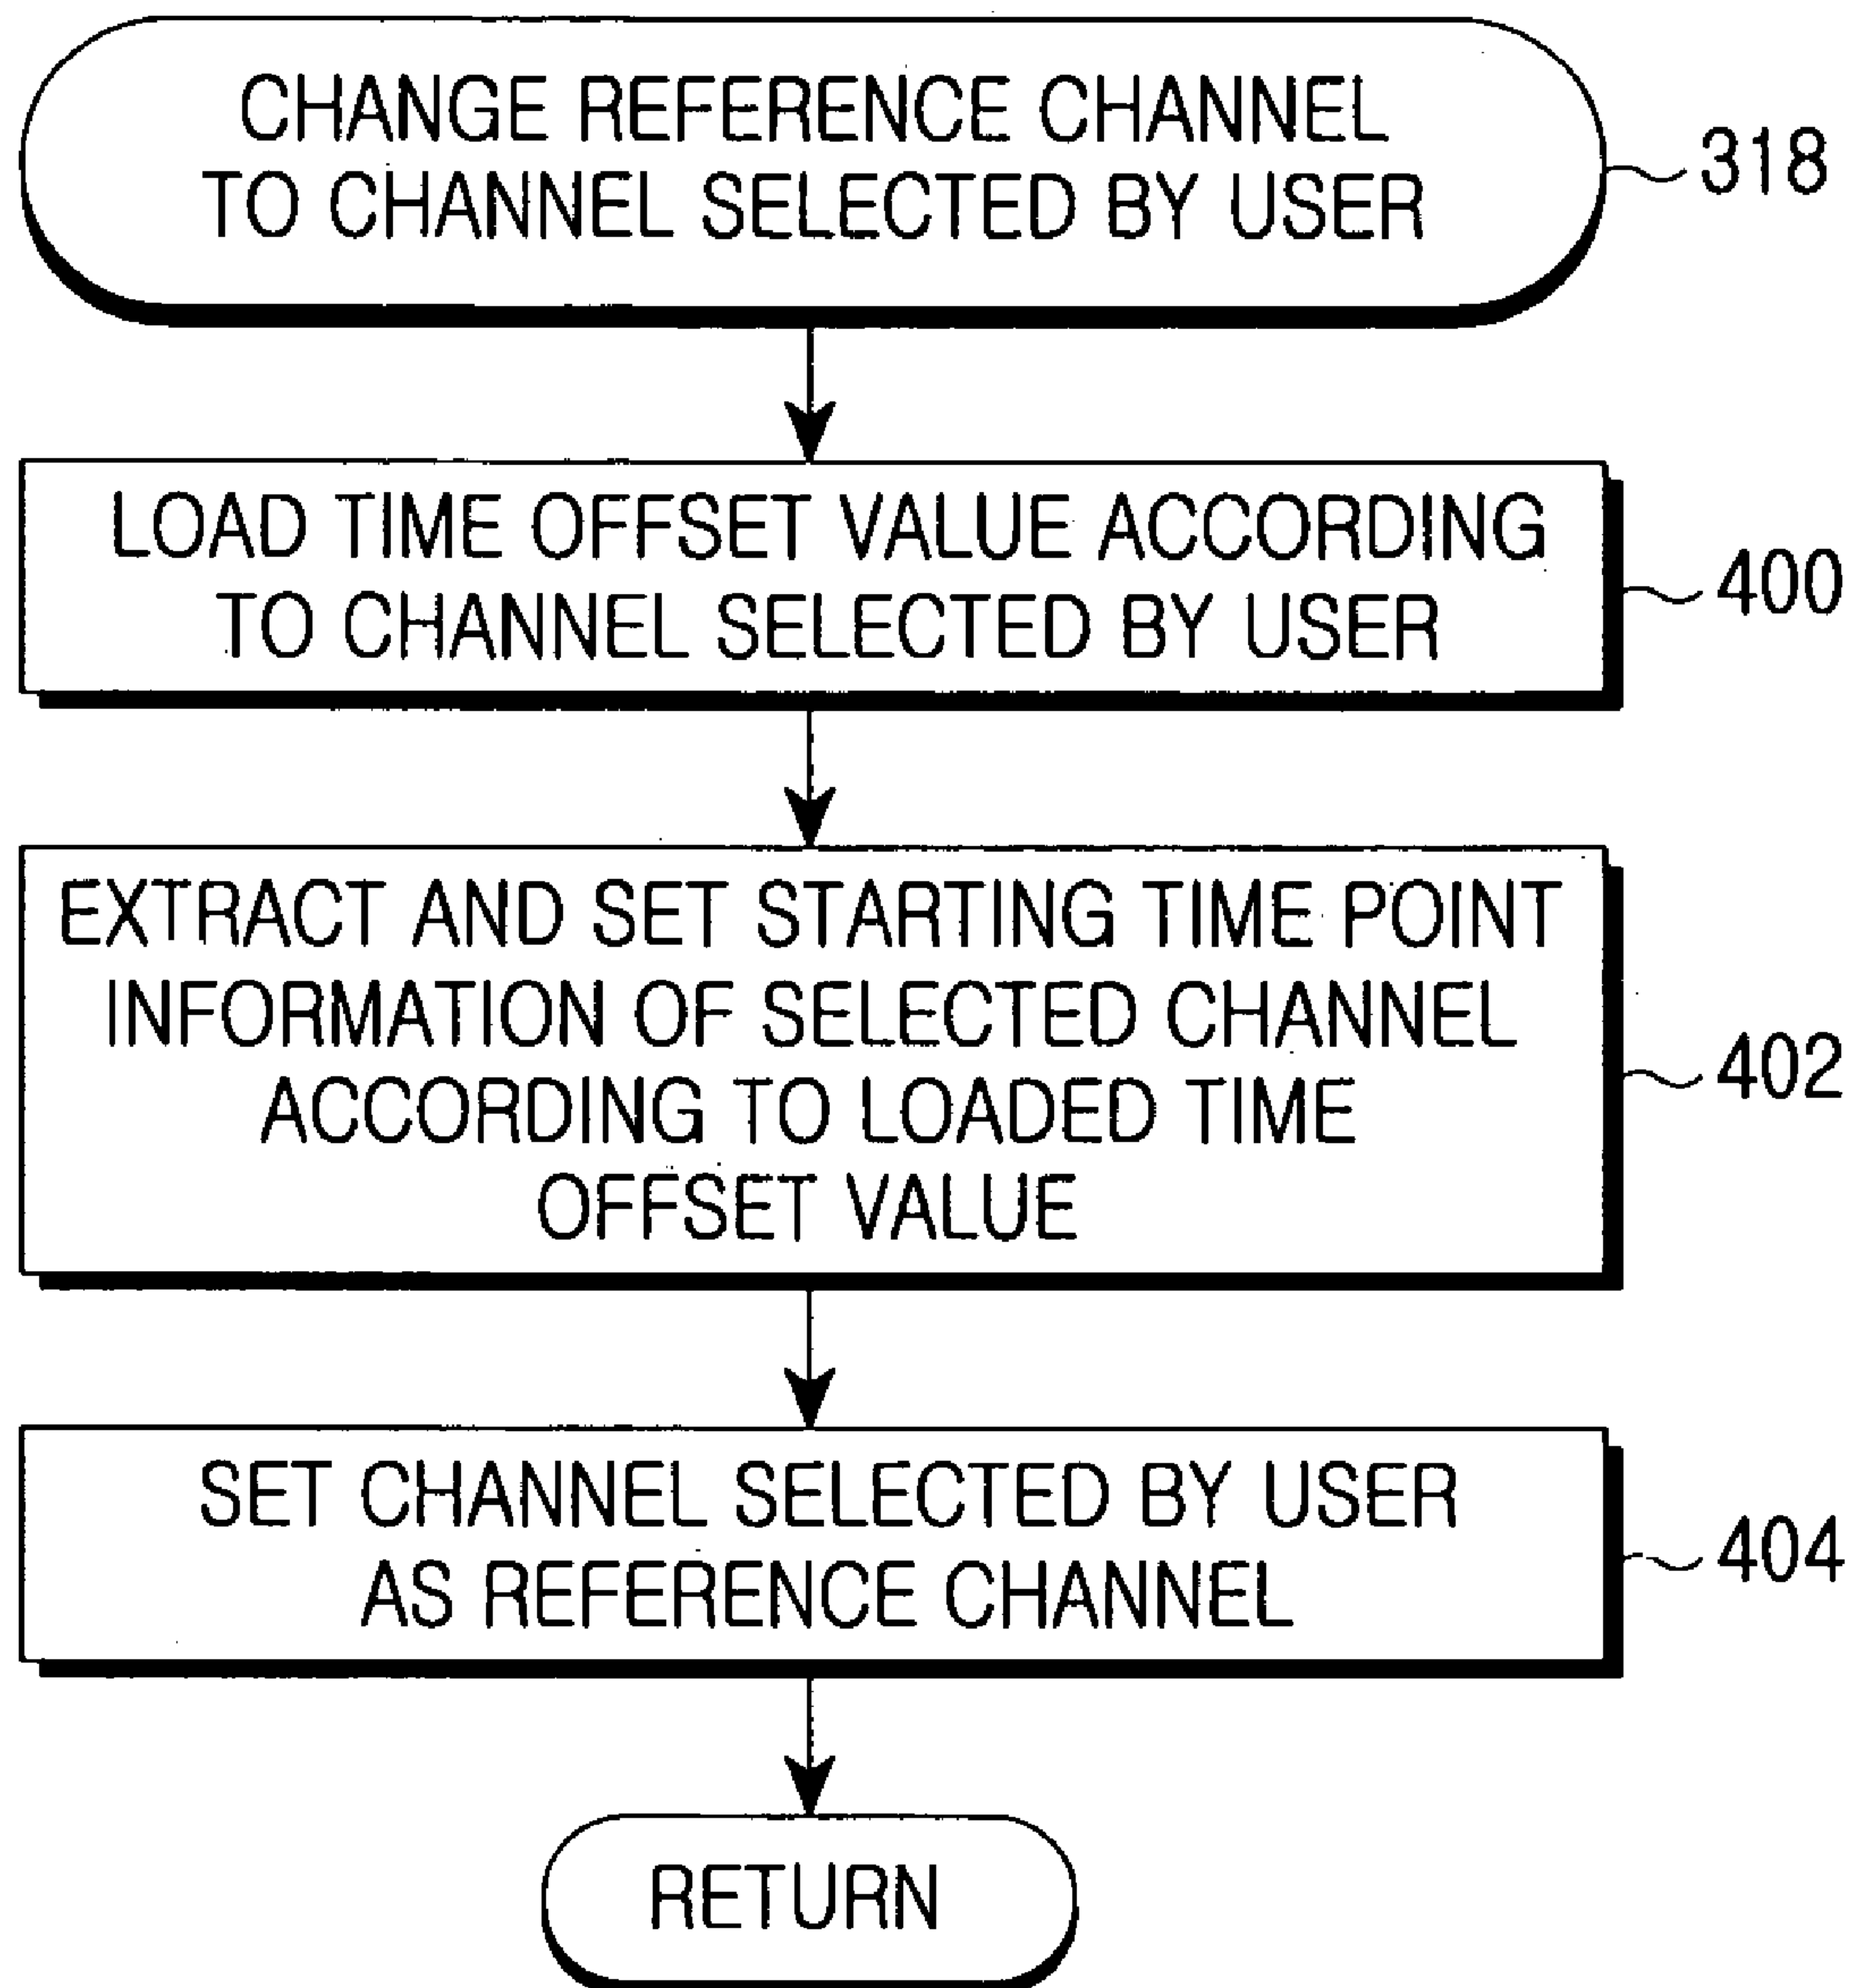 CHANGE REFERENCE CHANNEL
TO CHANNEL SELECTED BY USER
318
LOAD TIME OFFSET VALUE ACCORDING
TO CHANNEL SELECTED BY USER
400
EXTRACT AND SET STARTING TIME POINT
INFORMATION OF SELECTED CHANNEL
ACCORDING TO LOADED TIME
OFFSET VALUE
402
SET CHANNEL SELECTED BY USER
AS REFERENCE CHANNEL
404
RETURN